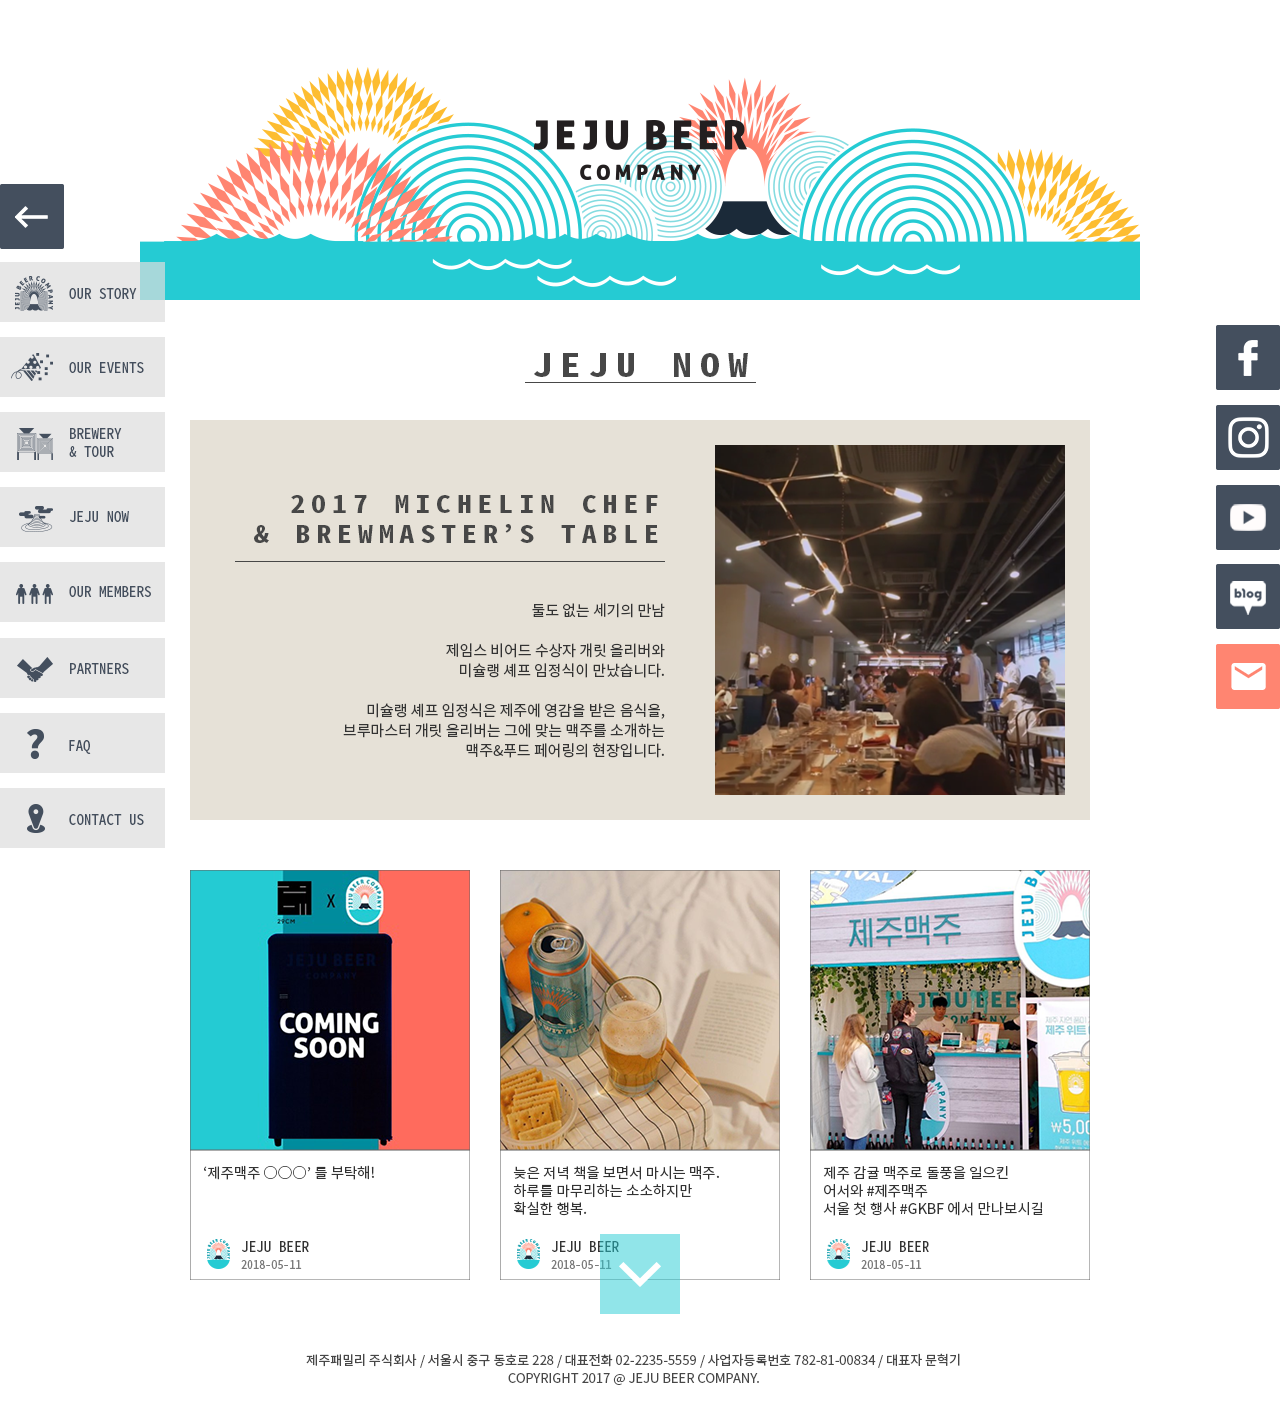 JEJU BEER
COMPANY
JEJU BEER COMPANY
OUR STORY
OUR EVENTS
BREWERY
& TOUR
JEJU NOW
OUR MEMBERS
PARTNERS
FAQ
CONTACT US
blog
JEJU NOW
2017 MICHELIN CHEF
& BREWMASTER’S TABLE
둘도 없는 세기의 만남
제임스 비어드 수상자 개릿 올리버와
미슐랭 셰프 임정식이 만났습니다.
미슐랭 셰프 임정식은 제주에 영감을 받은 음식을,
브루마스터 개릿 올리버는 그에 맞는 맥주를 소개하는
맥주&푸드 페어링의 현장입니다.
29CM
X
JEJU BEER COMPANY
JEJU BEER
COMPANY
COMING
SOON
‘제주맥주 ○○○’ 를 부탁해!
JEJU BEER
2018-05-11
WIT ALE
늦은 저녁 책을 보면서 마시는 맥주.
하루를 마무리하는 소소하지만
확실한 행복.
JEJU BEER
2018-05-11
제주맥주
JEJU BEER
₩5,00
제주 감귤 맥주로 돌풍을 일으킨
어서와 #제주맥주
서울 첫 행사 #GKBF 에서 만나보시길
JEJU BEER
2018-05-11
제주패밀리 주식회사 / 서울시 중구 동호로 228 / 대표전화 02-2235-5559 / 사업자등록번호 782-81-00834 / 대표자 문혁기
COPYRIGHT 2017 @ JEJU BEER COMPANY.